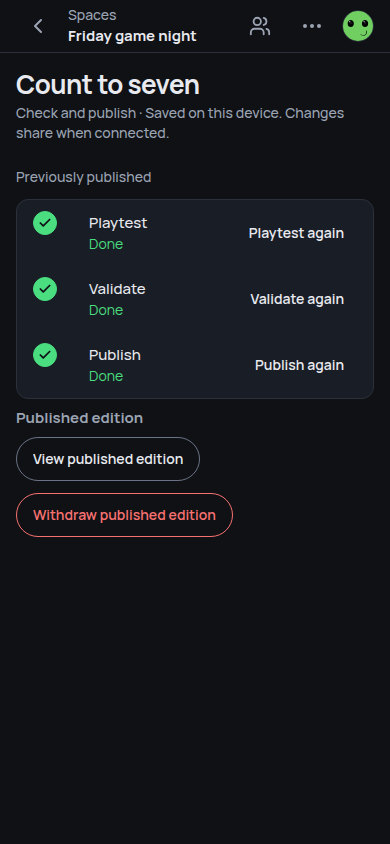 Spaces
Friday game night
Count to seven
Check and publish · Saved on this device. Changes
share when connected.
Previously published
Playtest
Done
Playtest again
Validate
Done
Validate again
Publish
Done
Publish again
Published edition
View published edition
Withdraw published edition